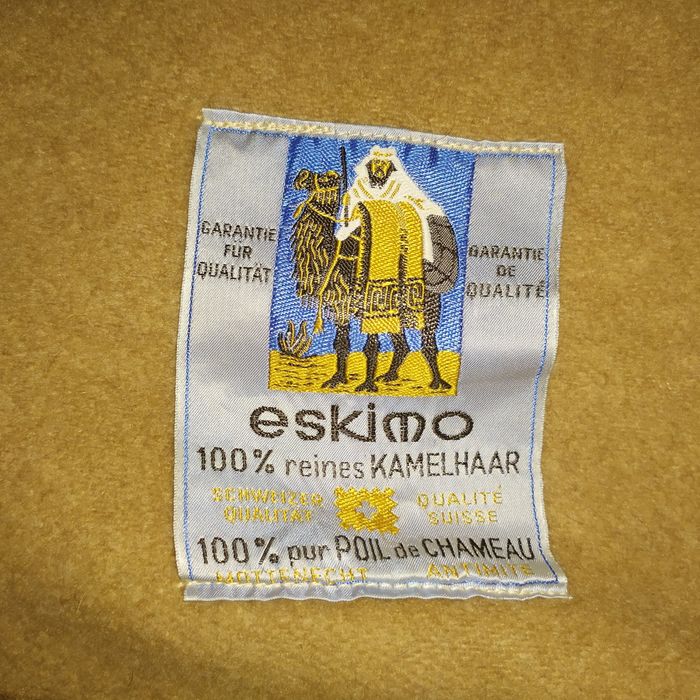 GARANTIE
FÜR
QUALITÄT
GARANTIE
DE
QUALITÉ
eskimo
100% reines KAMELHAAR
SCHWEIZER
QUALITÄT
QUALITÉ
SUISSE
100% pur POIL de CHAMEAU
MOTTENECHT ANTIMITE